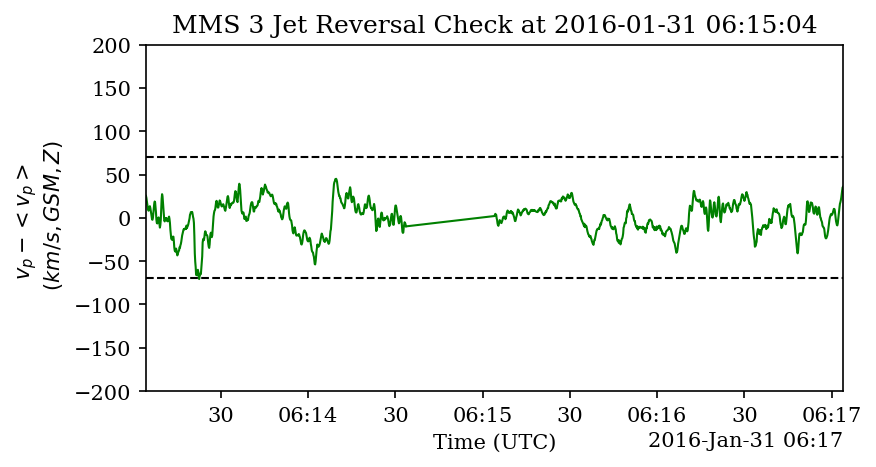 MMS 3 Jet Reversal Check at 2016-01-31 06:15:04
200
150
100
50
0
−50
−100
−150
−200
v_p − < v_p >
(km/s, GSM, Z)
30 06:14 30 06:15 30 06:16 30 06:17
Time (UTC) 2016-Jan-31 06:17